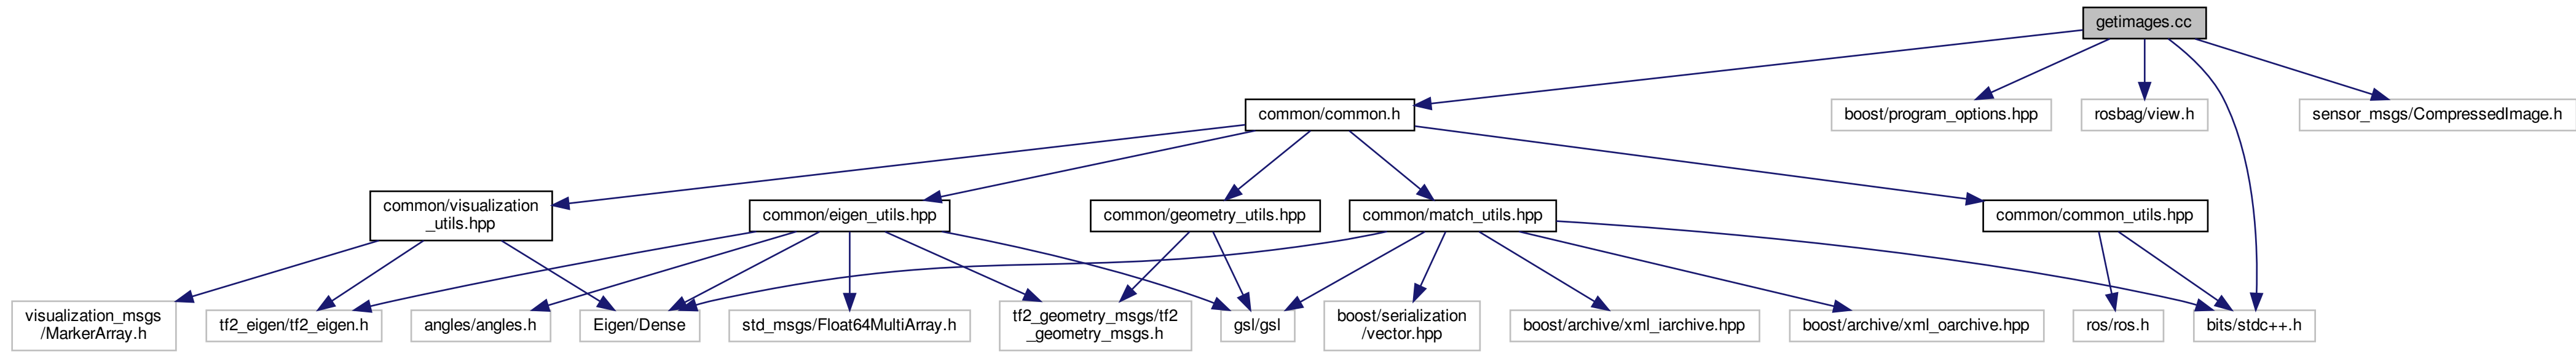 getimages.cc
common/common.h
boost/program_options.hpp
rosbag/view.h
sensor_msgs/CompressedImage.h
common/visualization
_utils.hpp
common/eigen_utils.hpp
common/geometry_utils.hpp
common/match_utils.hpp
common/common_utils.hpp
visualization_msgs
/MarkerArray.h
tf2_eigen/tf2_eigen.h
angles/angles.h
Eigen/Dense
std_msgs/Float64MultiArray.h
tf2_geometry_msgs/tf2
_geometry_msgs.h
gsl/gsl
boost/serialization
/vector.hpp
boost/archive/xml_iarchive.hpp
boost/archive/xml_oarchive.hpp
ros/ros.h
bits/stdc++.h